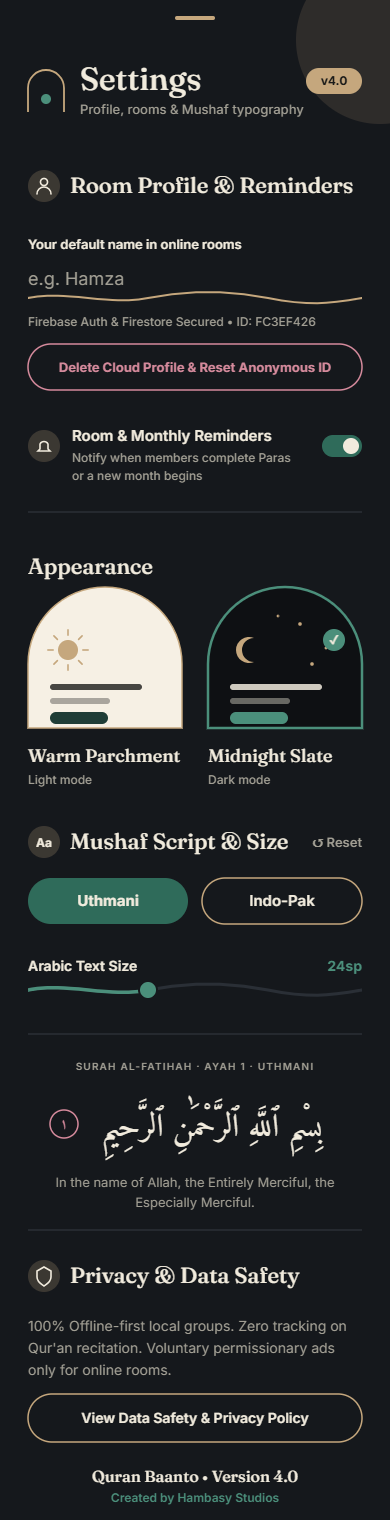 Settings
v4.0
Profile, rooms & Mushaf typography
Room Profile & Reminders
Your default name in online rooms
e.g. Hamza
Firebase Auth & Firestore Secured • ID: FC3EF426
Delete Cloud Profile & Reset Anonymous ID
Room & Monthly Reminders
Notify when members complete Paras
or a new month begins
Appearance
Warm Parchment
Light mode
Midnight Slate
Dark mode
Aa
Mushaf Script & Size
↺ Reset
Uthmani
Indo-Pak
Arabic Text Size
24sp
SURAH AL-FATIHAH · AYAH 1 · UTHMANI
بِسْمِ ٱللَّهِ ٱلرَّحْمَٰنِ ٱلرَّحِيمِ
١
In the name of Allah, the Entirely Merciful, the
Especially Merciful.
Privacy & Data Safety
100% Offline-first local groups. Zero tracking on
Qur'an recitation. Voluntary permissionary ads
only for online rooms.
View Data Safety & Privacy Policy
Quran Baanto • Version 4.0
Created by Hambasy Studios